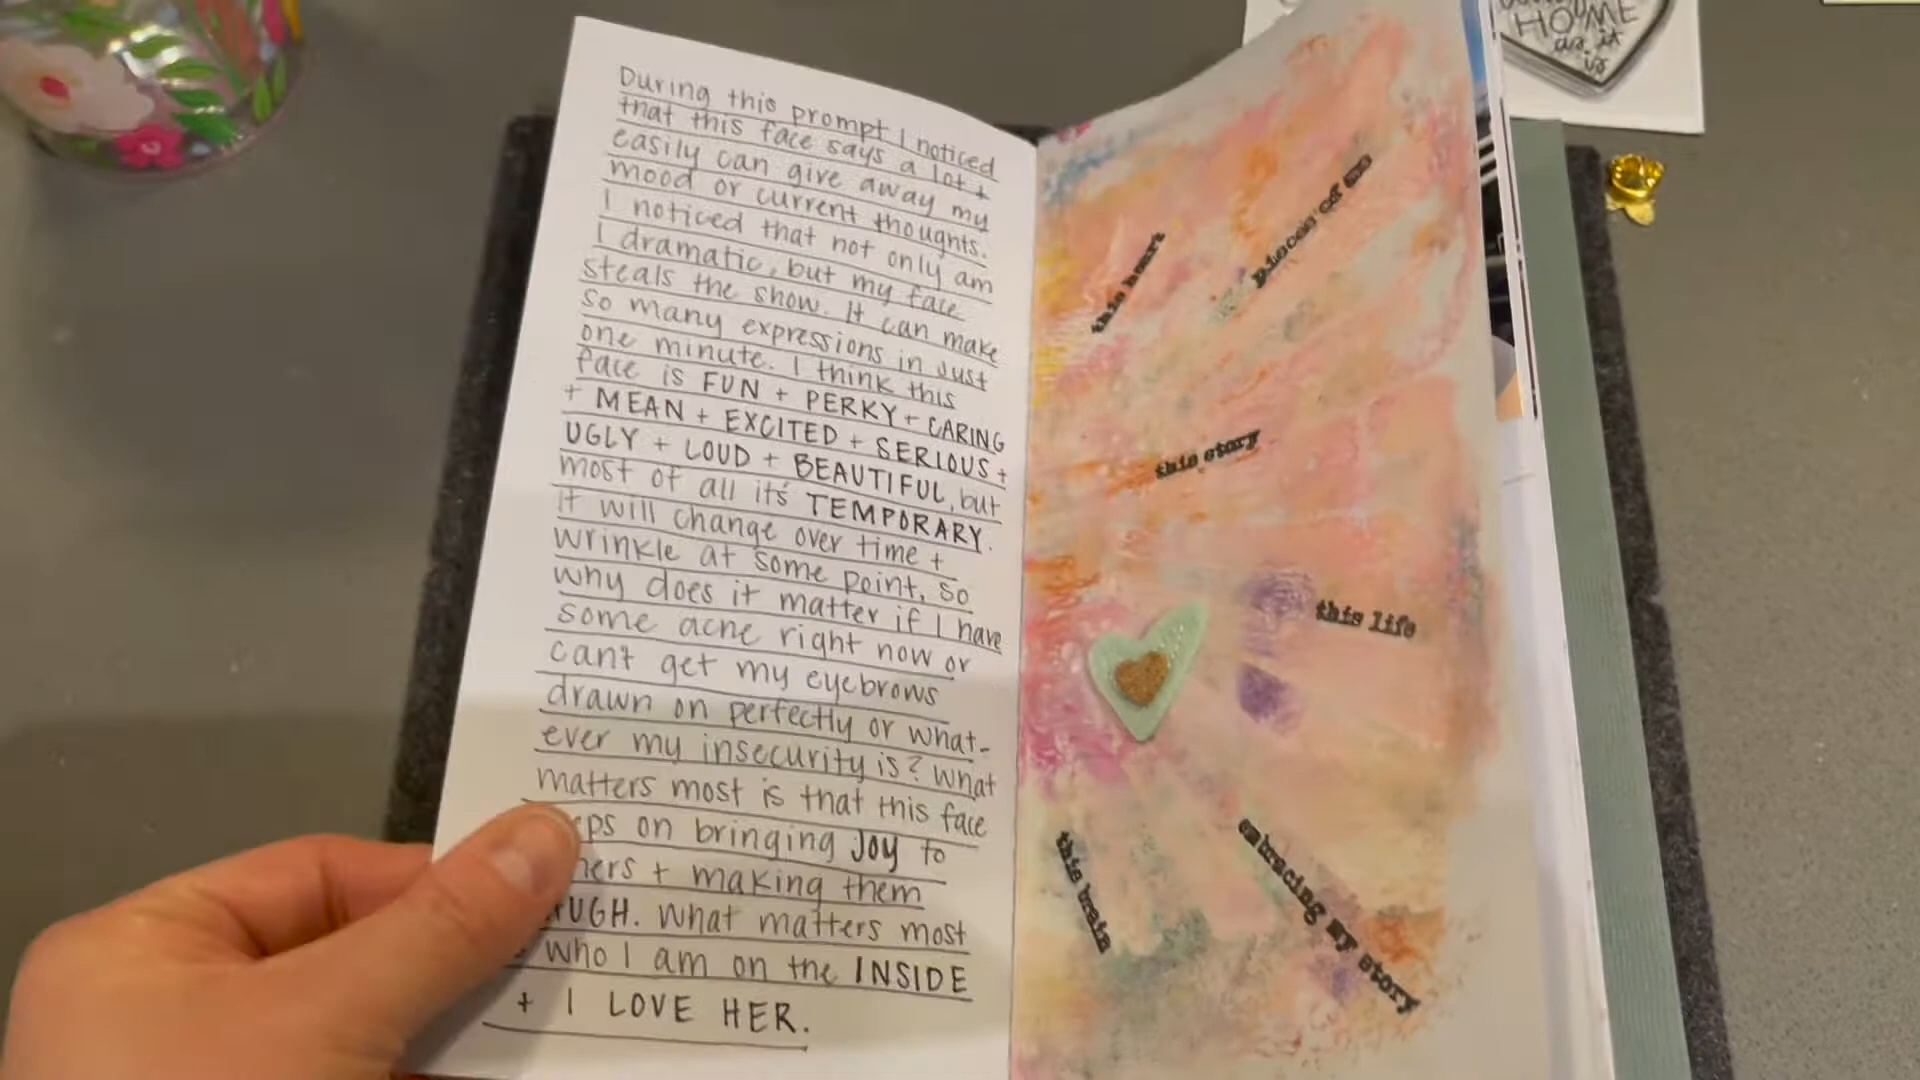 During this prompt I noticed
that this face says a lot +
easily can give away my
mood or current thoughts.
I noticed that not only am
I dramatic, but my face
steals the show. It can make
so many expressions in just
one minute. I think this
face is FUN + PERKY + CARING
+ MEAN + EXCITED + SERIOUS +
UGLY + LOUD + BEAUTIFUL, but
most of all it's TEMPORARY.
It will change over time +
wrinkle at some point, so
why does it matter if I have
some acne right now or
can't get my eyebrows
drawn on perfectly or what-
ever my insecurity is? What
matters most is that this face
on bringing JOY to
+ making them
What matters most
who I am on the INSIDE
+ I LOVE HER.
this heart
pieces of me
this story
this life
this brain
embracing my story
HOME
as it
is